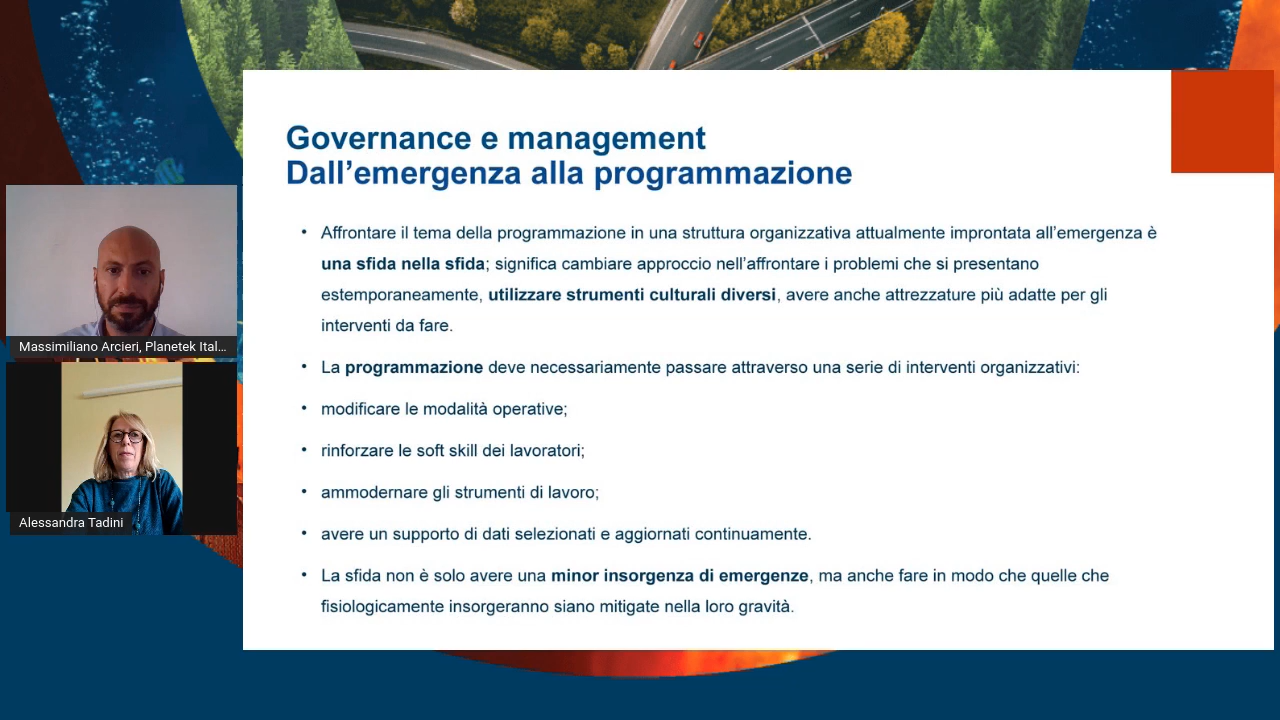 Governance e management
Dall’emergenza alla programmazione
• Affrontare il tema della programmazione in una struttura organizzativa attualmente improntata all’emergenza è
una sfida nella sfida; significa cambiare approccio nell’affrontare i problemi che si presentano
estemporaneamente, utilizzare strumenti culturali diversi, avere anche attrezzature più adatte per gli
interventi da fare.
• La programmazione deve necessariamente passare attraverso una serie di interventi organizzativi:
• modificare le modalità operative;
• rinforzare le soft skill dei lavoratori;
• ammodernare gli strumenti di lavoro;
• avere un supporto di dati selezionati e aggiornati continuamente.
• La sfida non è solo avere una minor insorgenza di emergenze, ma anche fare in modo che quelle che
fisiologicamente insorgeranno siano mitigate nella loro gravità.
Massimiliano Arcieri, Planetek Ital...
Alessandra Tadini